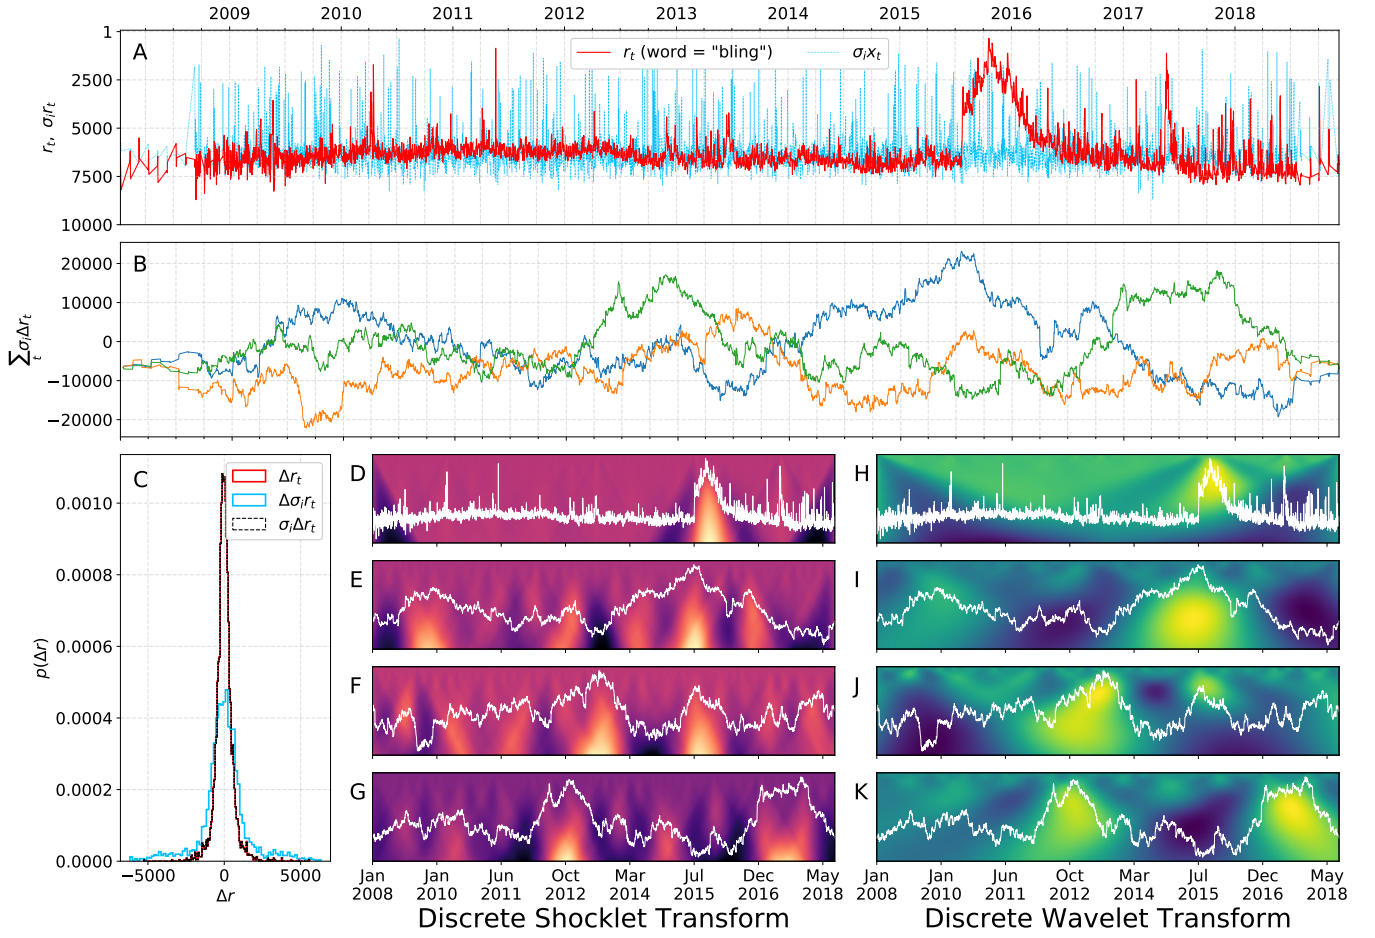 2009 2010 2011 2012 2013 2014 2015 2016 2017 2018
A
r_t (word = "bling")
σ_i x_t
1
2500
5000
7500
10000
r_t, σ_i r_t
B
20000
10000
0
−10000
−20000
∑_t σ_i Δr_t
C
Δr_t
Δσ_i r_t
σ_i Δr_t
0.0010
0.0008
0.0006
0.0004
0.0002
0.0000
p(Δr)
−5000 0 5000
Δr
D
E
F
G
Jan 2008
Jan 2010
Jun 2011
Oct 2012
Mar 2014
Jul 2015
Dec 2016
May 2018
Discrete Shocklet Transform
H
I
J
K
Jan 2008
Jan 2010
Jun 2011
Oct 2012
Mar 2014
Jul 2015
Dec 2016
May 2018
Discrete Wavelet Transform